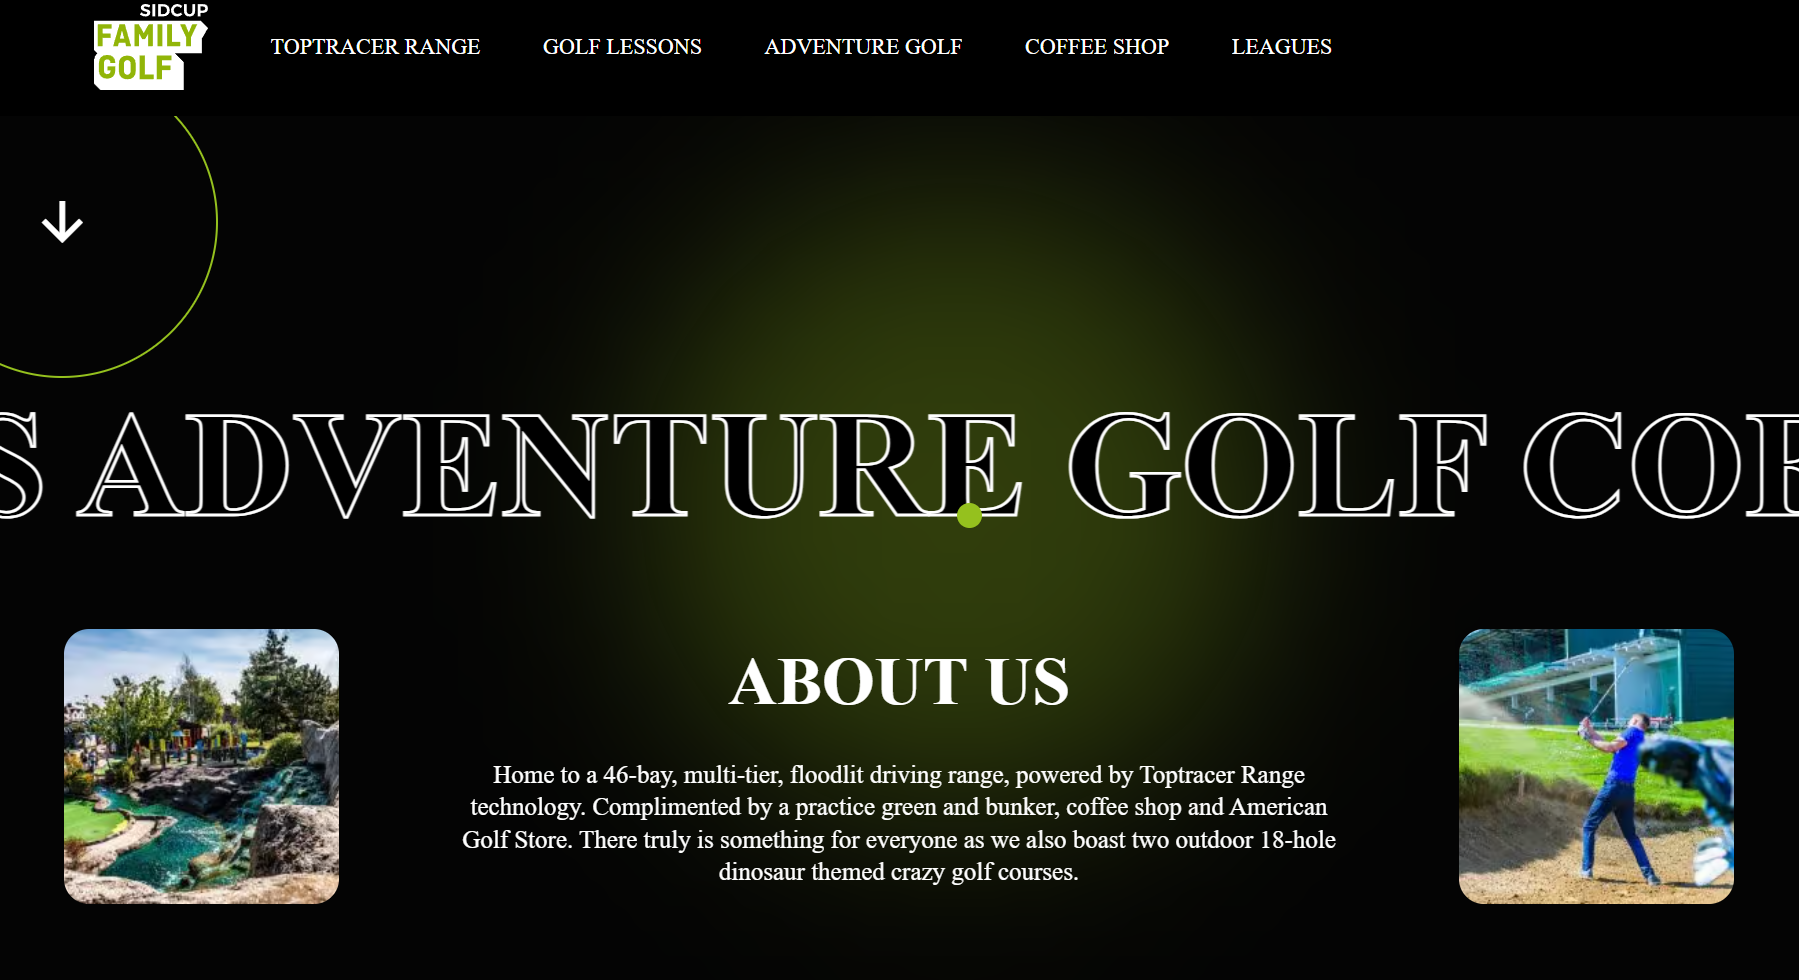 SIDCUP
FAMILY
GOLF
TOPTRACER RANGE
GOLF LESSONS
ADVENTURE GOLF
COFFEE SHOP
LEAGUES
S ADVENTURE GOLF COF
ABOUT US
Home to a 46-bay, multi-tier, floodlit driving range, powered by Toptracer Range
technology. Complimented by a practice green and bunker, coffee shop and American
Golf Store. There truly is something for everyone as we also boast two outdoor 18-hole
dinosaur themed crazy golf courses.